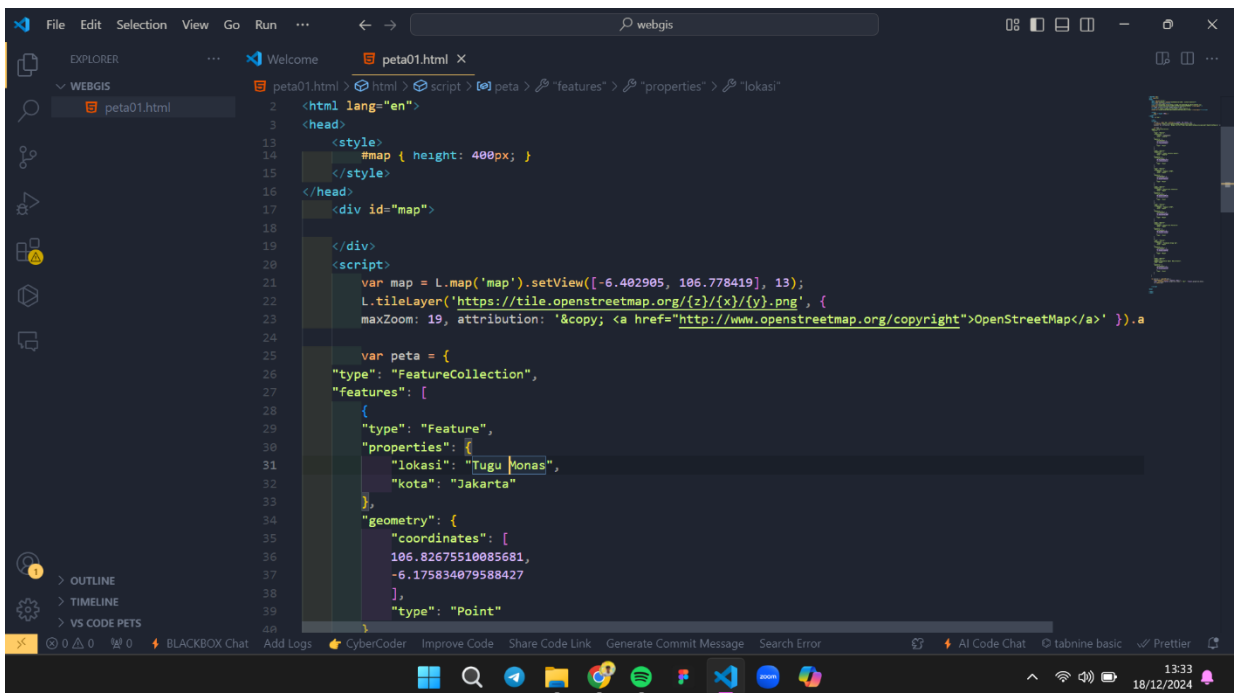 File Edit Selection View Go Run ··· ← → webgis
EXPLORER ···
WEBGIS
peta01.html
OUTLINE
TIMELINE
VS CODE PETS
Welcome peta01.html ×
peta01.html > html > script > peta > "features" > "properties" > "lokasi"
2 <html lang="en">
3 <head>
13 <style>
14 #map { height: 400px; }
15 </style>
16 </head>
17 <div id="map">
18
19 </div>
20 <script>
21 var map = L.map('map').setView([-6.402905, 106.778419], 13);
22 L.tileLayer('https://tile.openstreetmap.org/{z}/{x}/{y}.png', {
23 maxZoom: 19, attribution: '&copy; <a href="http://www.openstreetmap.org/copyright">OpenStreetMap</a>' }).a
24
25 var peta = {
26 "type": "FeatureCollection",
27 "features": [
28 {
29 "type": "Feature",
30 "properties": {
31 "lokasi": "Tugu Monas",
32 "kota": "Jakarta"
33 },
34 "geometry": {
35 "coordinates": [
36 106.82675510085681,
37 -6.175834079588427
38 ],
39 "type": "Point"
40 }
0 0 0 BLACKBOX Chat Add Logs CyberCoder Improve Code Share Code Link Generate Commit Message Search Error AI Code Chat tabnine basic Prettier
zoom
13:33
18/12/2024